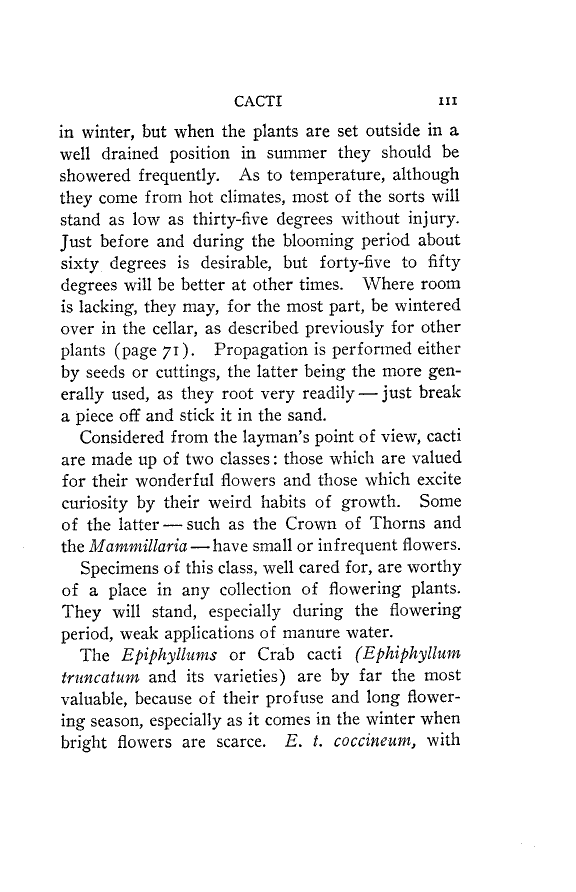 CACTI 111
in winter, but when the plants are set outside in a
well drained position in summer they should be
showered frequently. As to temperature, although
they come from hot climates, most of the sorts will
stand as low as thirty-five degrees without injury.
Just before and during the blooming period about
sixty degrees is desirable, but forty-five to fifty
degrees will be better at other times. Where room
is lacking, they may, for the most part, be wintered
over in the cellar, as described previously for other
plants (page 71). Propagation is performed either
by seeds or cuttings, the latter being the more gen-
erally used, as they root very readily — just break
a piece off and stick it in the sand.
Considered from the layman's point of view, cacti
are made up of two classes: those which are valued
for their wonderful flowers and those which excite
curiosity by their weird habits of growth. Some
of the latter — such as the Crown of Thorns and
the Mammillaria — have small or infrequent flowers.
Specimens of this class, well cared for, are worthy
of a place in any collection of flowering plants.
They will stand, especially during the flowering
period, weak applications of manure water.
The Epiphyllums or Crab cacti (Ephiphyllum
truncatum and its varieties) are by far the most
valuable, because of their profuse and long flower-
ing season, especially as it comes in the winter when
bright flowers are scarce. E. t. coccineum, with